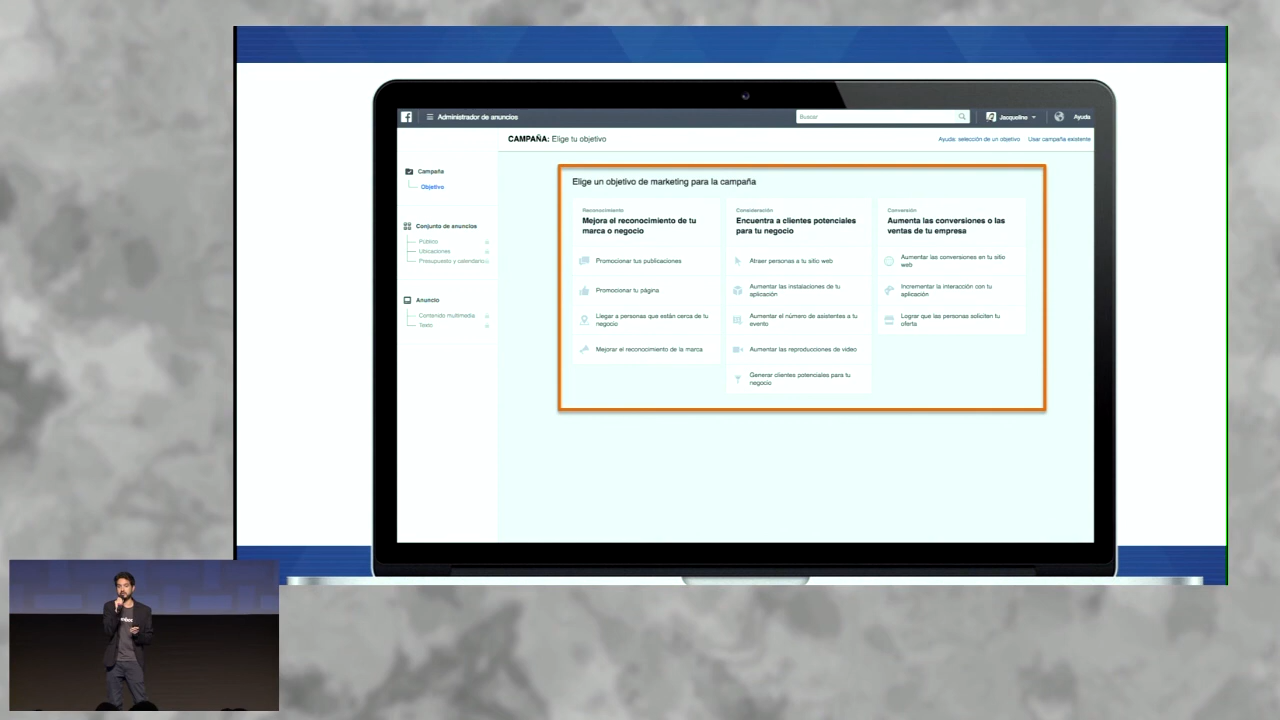 Administrador de anuncios
Buscar
Jacqueline
Ayuda
CAMPAÑA: Elige tu objetivo
Ayuda: selección de un objetivo
Usar campaña existente
Campaña
Objetivo
Conjunto de anuncios
Público
Ubicaciones
Presupuesto y calendario
Anuncio
Contenido multimedia
Texto
Elige un objetivo de marketing para la campaña
Reconocimiento
Mejora el reconocimiento de tu
marca o negocio
Promocionar tus publicaciones
Promocionar tu página
Llegar a personas que están cerca de tu
negocio
Mejorar el reconocimiento de la marca
Consideración
Encuentra a clientes potenciales
para tu negocio
Atraer personas a tu sitio web
Aumentar las instalaciones de tu
aplicación
Aumentar el número de asistentes a tu
evento
Aumentar las reproducciones de video
Generar clientes potenciales para tu
negocio
Conversión
Aumenta las conversiones o las
ventas de tu empresa
Aumentar las conversiones en tu sitio
web
Incrementar la interacción con tu
aplicación
Lograr que las personas soliciten tu
oferta